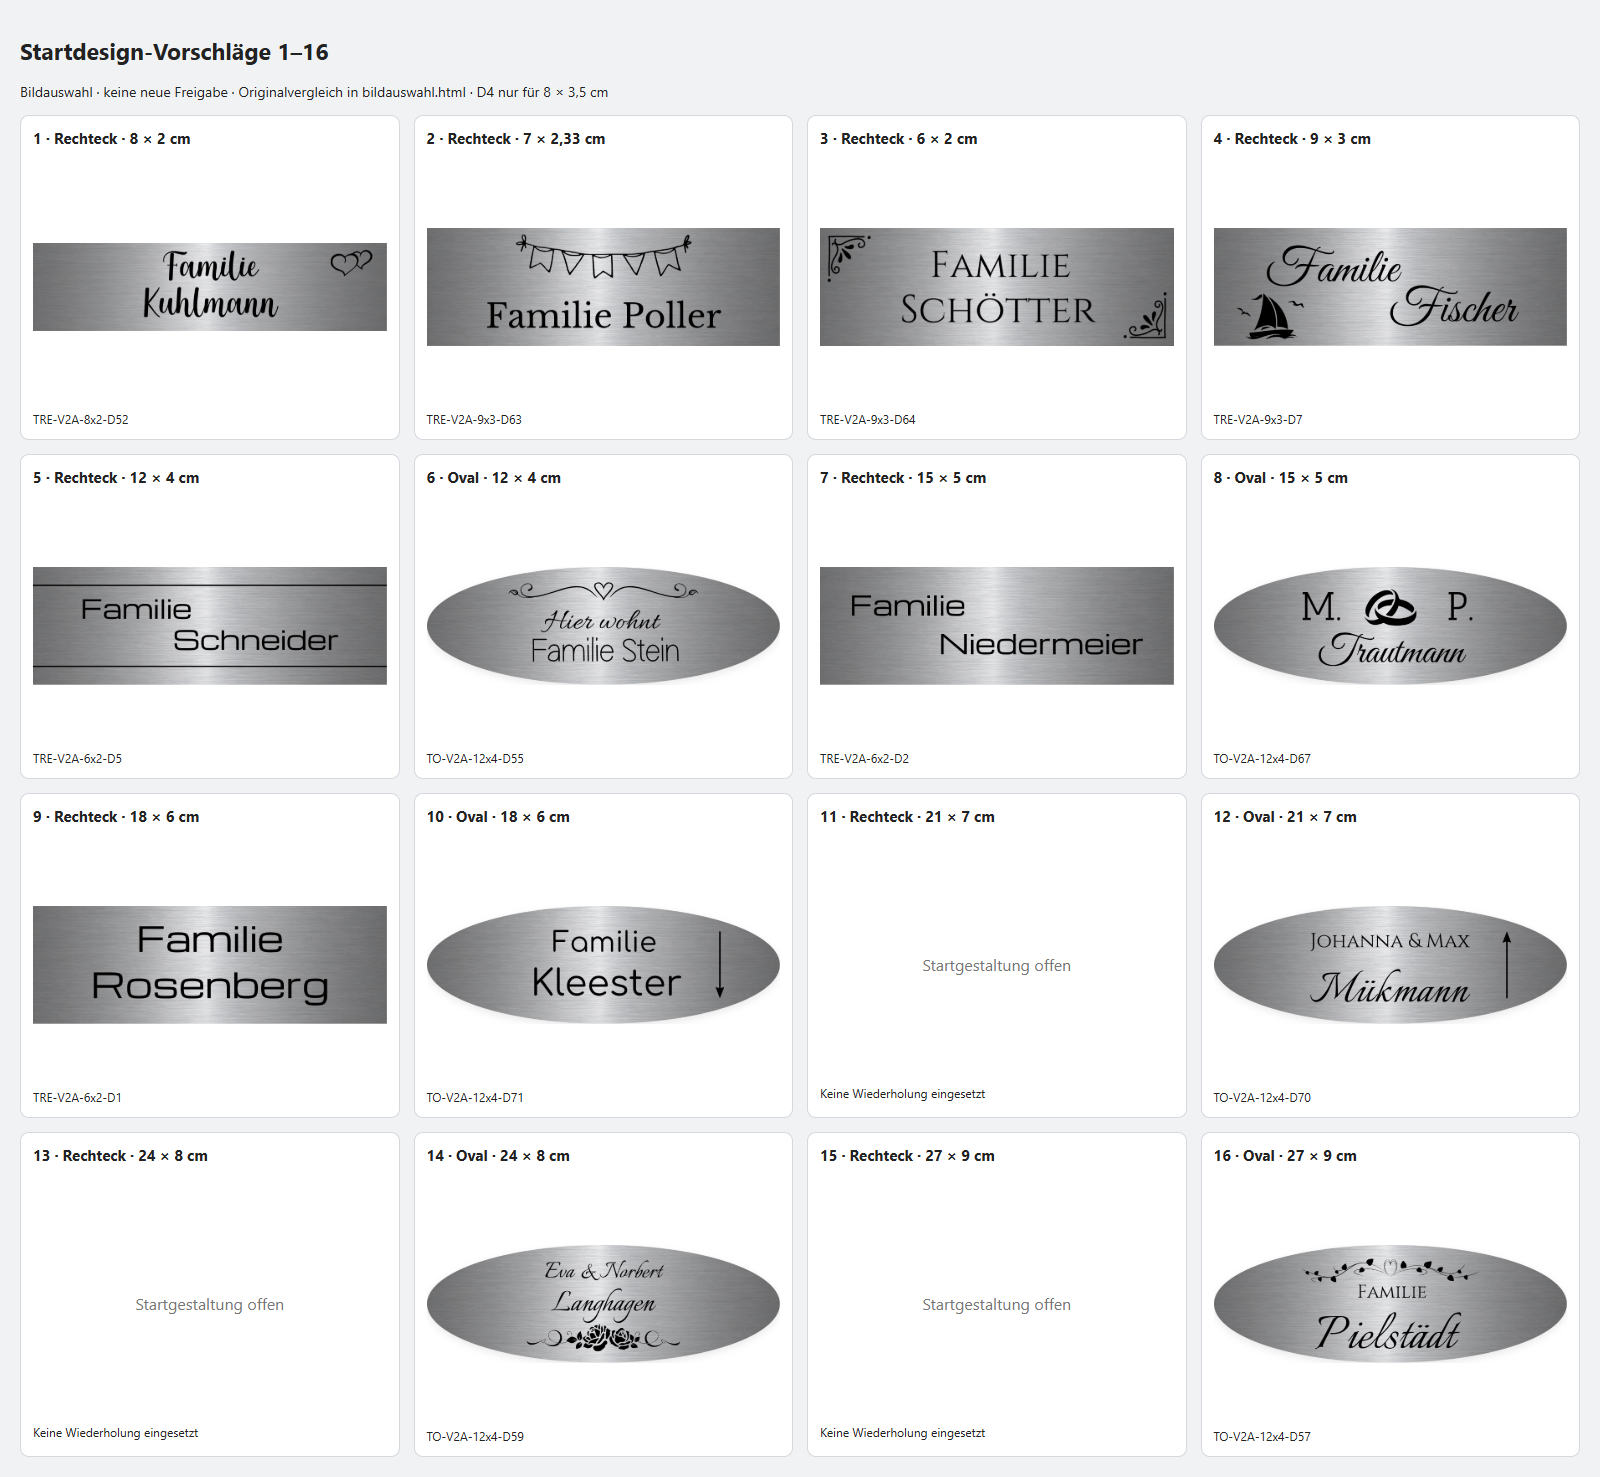 Startdesign-Vorschläge 1–16
Bildauswahl · keine neue Freigabe · Originalvergleich in bildauswahl.html · D4 nur für 8 × 3,5 cm
1 · Rechteck · 8 × 2 cm
Familie
Kuhlmann
TRE-V2A-8x2-D52
2 · Rechteck · 7 × 2,33 cm
Familie Poller
TRE-V2A-9x3-D63
3 · Rechteck · 6 × 2 cm
FAMILIE
SCHÖTTER
TRE-V2A-9x3-D64
4 · Rechteck · 9 × 3 cm
Familie
Fischer
TRE-V2A-9x3-D7
5 · Rechteck · 12 × 4 cm
Familie
Schneider
TRE-V2A-6x2-D5
6 · Oval · 12 × 4 cm
Hier wohnt
Familie Stein
TO-V2A-12x4-D55
7 · Rechteck · 15 × 5 cm
Familie
Niedermeier
TRE-V2A-6x2-D2
8 · Oval · 15 × 5 cm
M. P.
Trautmann
TO-V2A-12x4-D67
9 · Rechteck · 18 × 6 cm
Familie
Rosenberg
TRE-V2A-6x2-D1
10 · Oval · 18 × 6 cm
Familie
Kleester
TO-V2A-12x4-D71
11 · Rechteck · 21 × 7 cm
Startgestaltung offen
Keine Wiederholung eingesetzt
12 · Oval · 21 × 7 cm
JOHANNA & MAX
Mükmann
TO-V2A-12x4-D70
13 · Rechteck · 24 × 8 cm
Startgestaltung offen
Keine Wiederholung eingesetzt
14 · Oval · 24 × 8 cm
Eva & Norbert
Langhagen
TO-V2A-12x4-D59
15 · Rechteck · 27 × 9 cm
Startgestaltung offen
Keine Wiederholung eingesetzt
16 · Oval · 27 × 9 cm
FAMILIE
Pielstädt
TO-V2A-12x4-D57